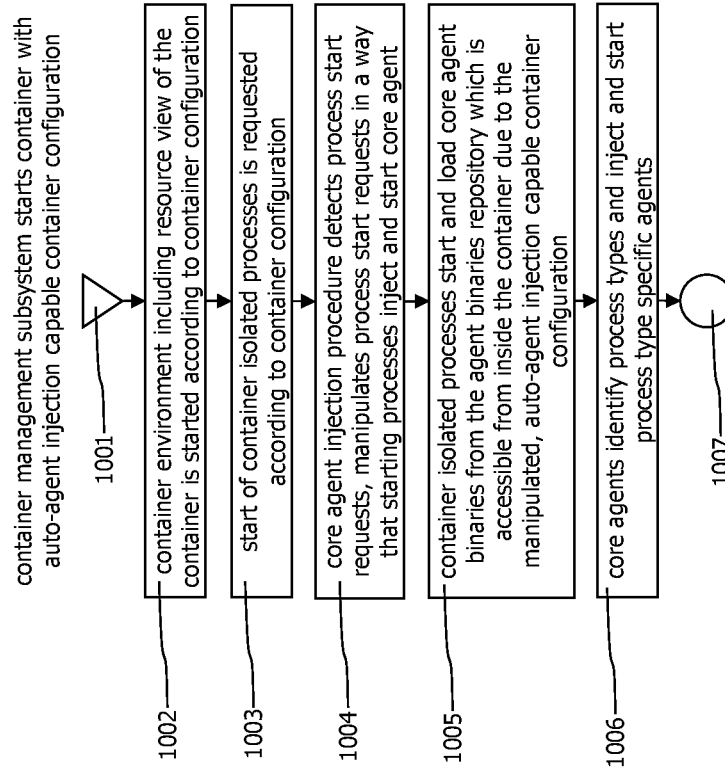 container management subsystem starts container with
auto-agent injection capable container configuration
1001
container environment including resource view of the
container is started according to container configuration
1002
start of container isolated processes is requested
according to container configuration
1003
core agent injection procedure detects process start
requests, manipulates process start requests in a way
that starting processes inject and start core agent
1004
container isolated processes start and load core agent
binaries from the agent binaries repository which is
accessible from inside the container due to the
manipulated, auto-agent injection capable container
configuration
1005
core agents identify process types and inject and start
process type specific agents
1006
1007